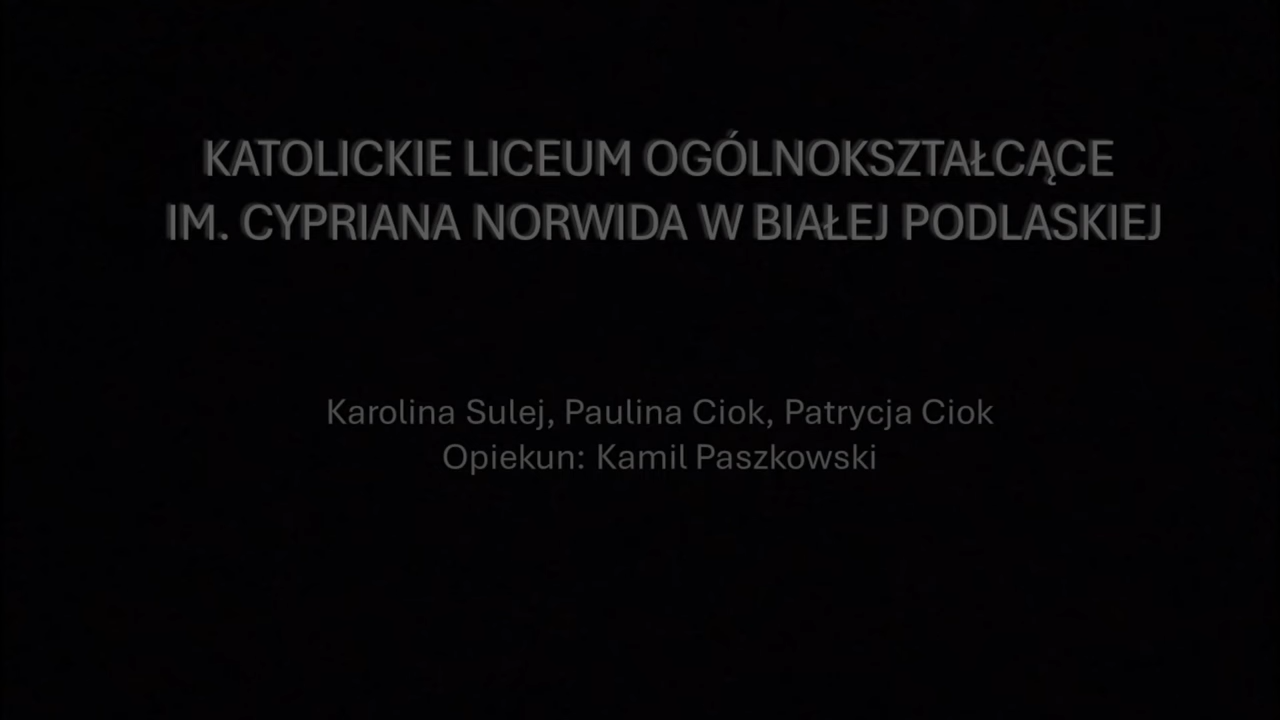 KATOLICKIE LICEUM OGÓLNOKSZTAŁCĄCE
IM. CYPRIANA NORWIDA W BIAŁEJ PODLASKIEJ
Karolina Sulej, Paulina Ciok, Patrycja Ciok
Opiekun: Kamil Paszkowski